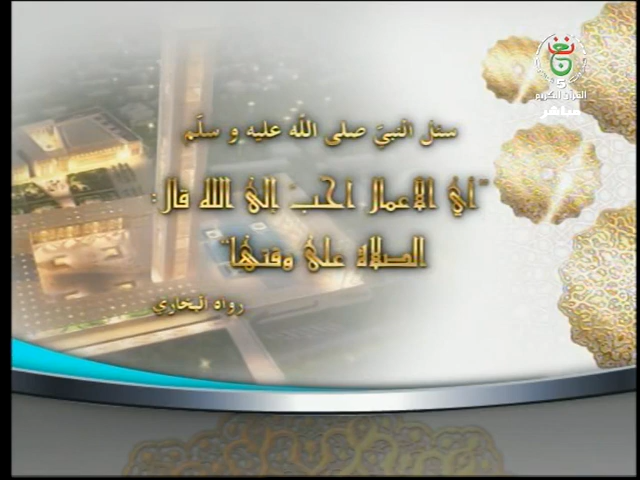 5
القرآن الكريم
مباشر
سئل النبيّ صلى الله عليه و سلّم
"أيّ الأعمال أحبّ إلى الله قال:
الصلاة على وقتها"
رواه البخاري